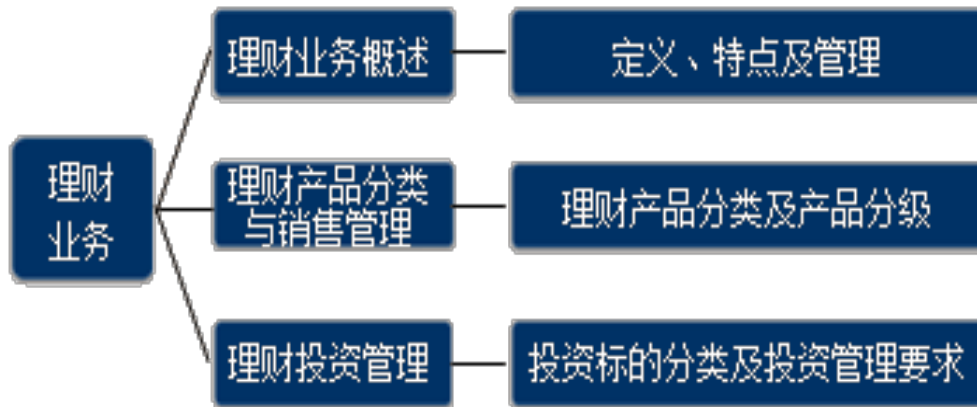 理财业务概述
定义、特点及管理
理财
业务
理财产品分类
与销售管理
理财产品分类及产品分级
理财投资管理
投资标的分类及投资管理要求